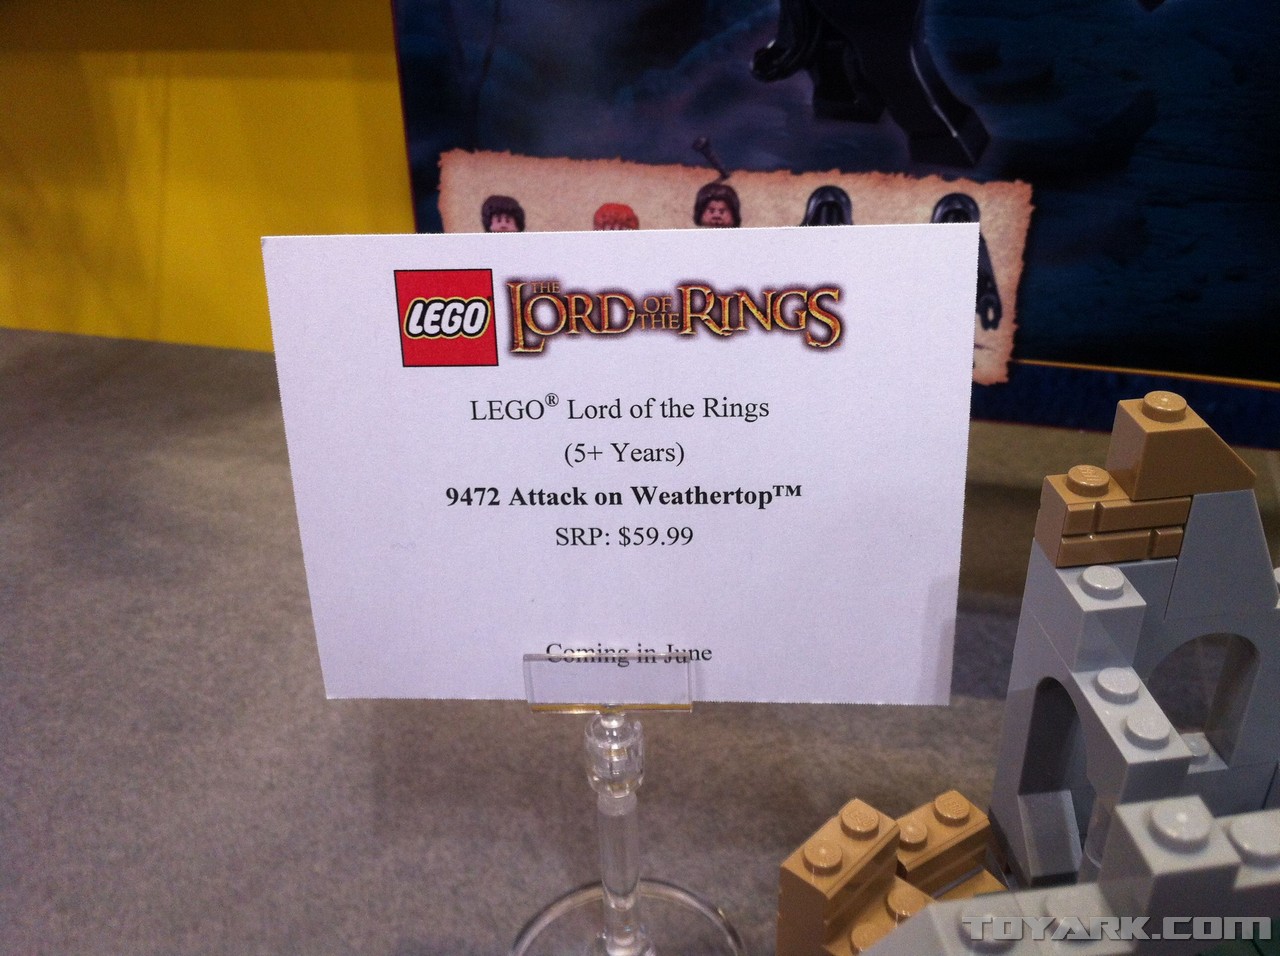 LEGO
THE LORD OF THE RINGS
LEGO® Lord of the Rings
(5+ Years)
9472 Attack on Weathertop™
SRP: $59.99
Coming in June
TOYARK.COM